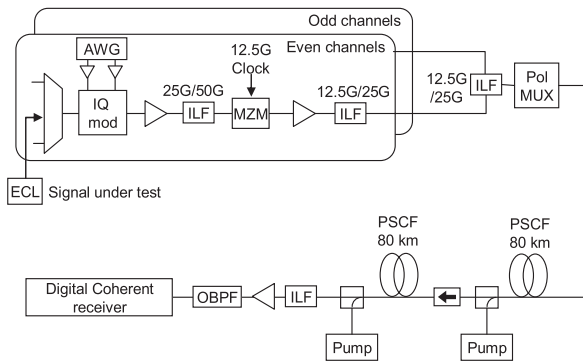 Odd channels
Even channels
AWG
12.5G
Clock
25G/50G
12.5G/25G
12.5G
/25G
IQ
mod
ILF
MZM
ILF
ILF
Pol
MUX
ECL
Signal under test
PSCF
80 km
PSCF
80 km
Digital Coherent
receiver
OBPF
ILF
Pump
Pump